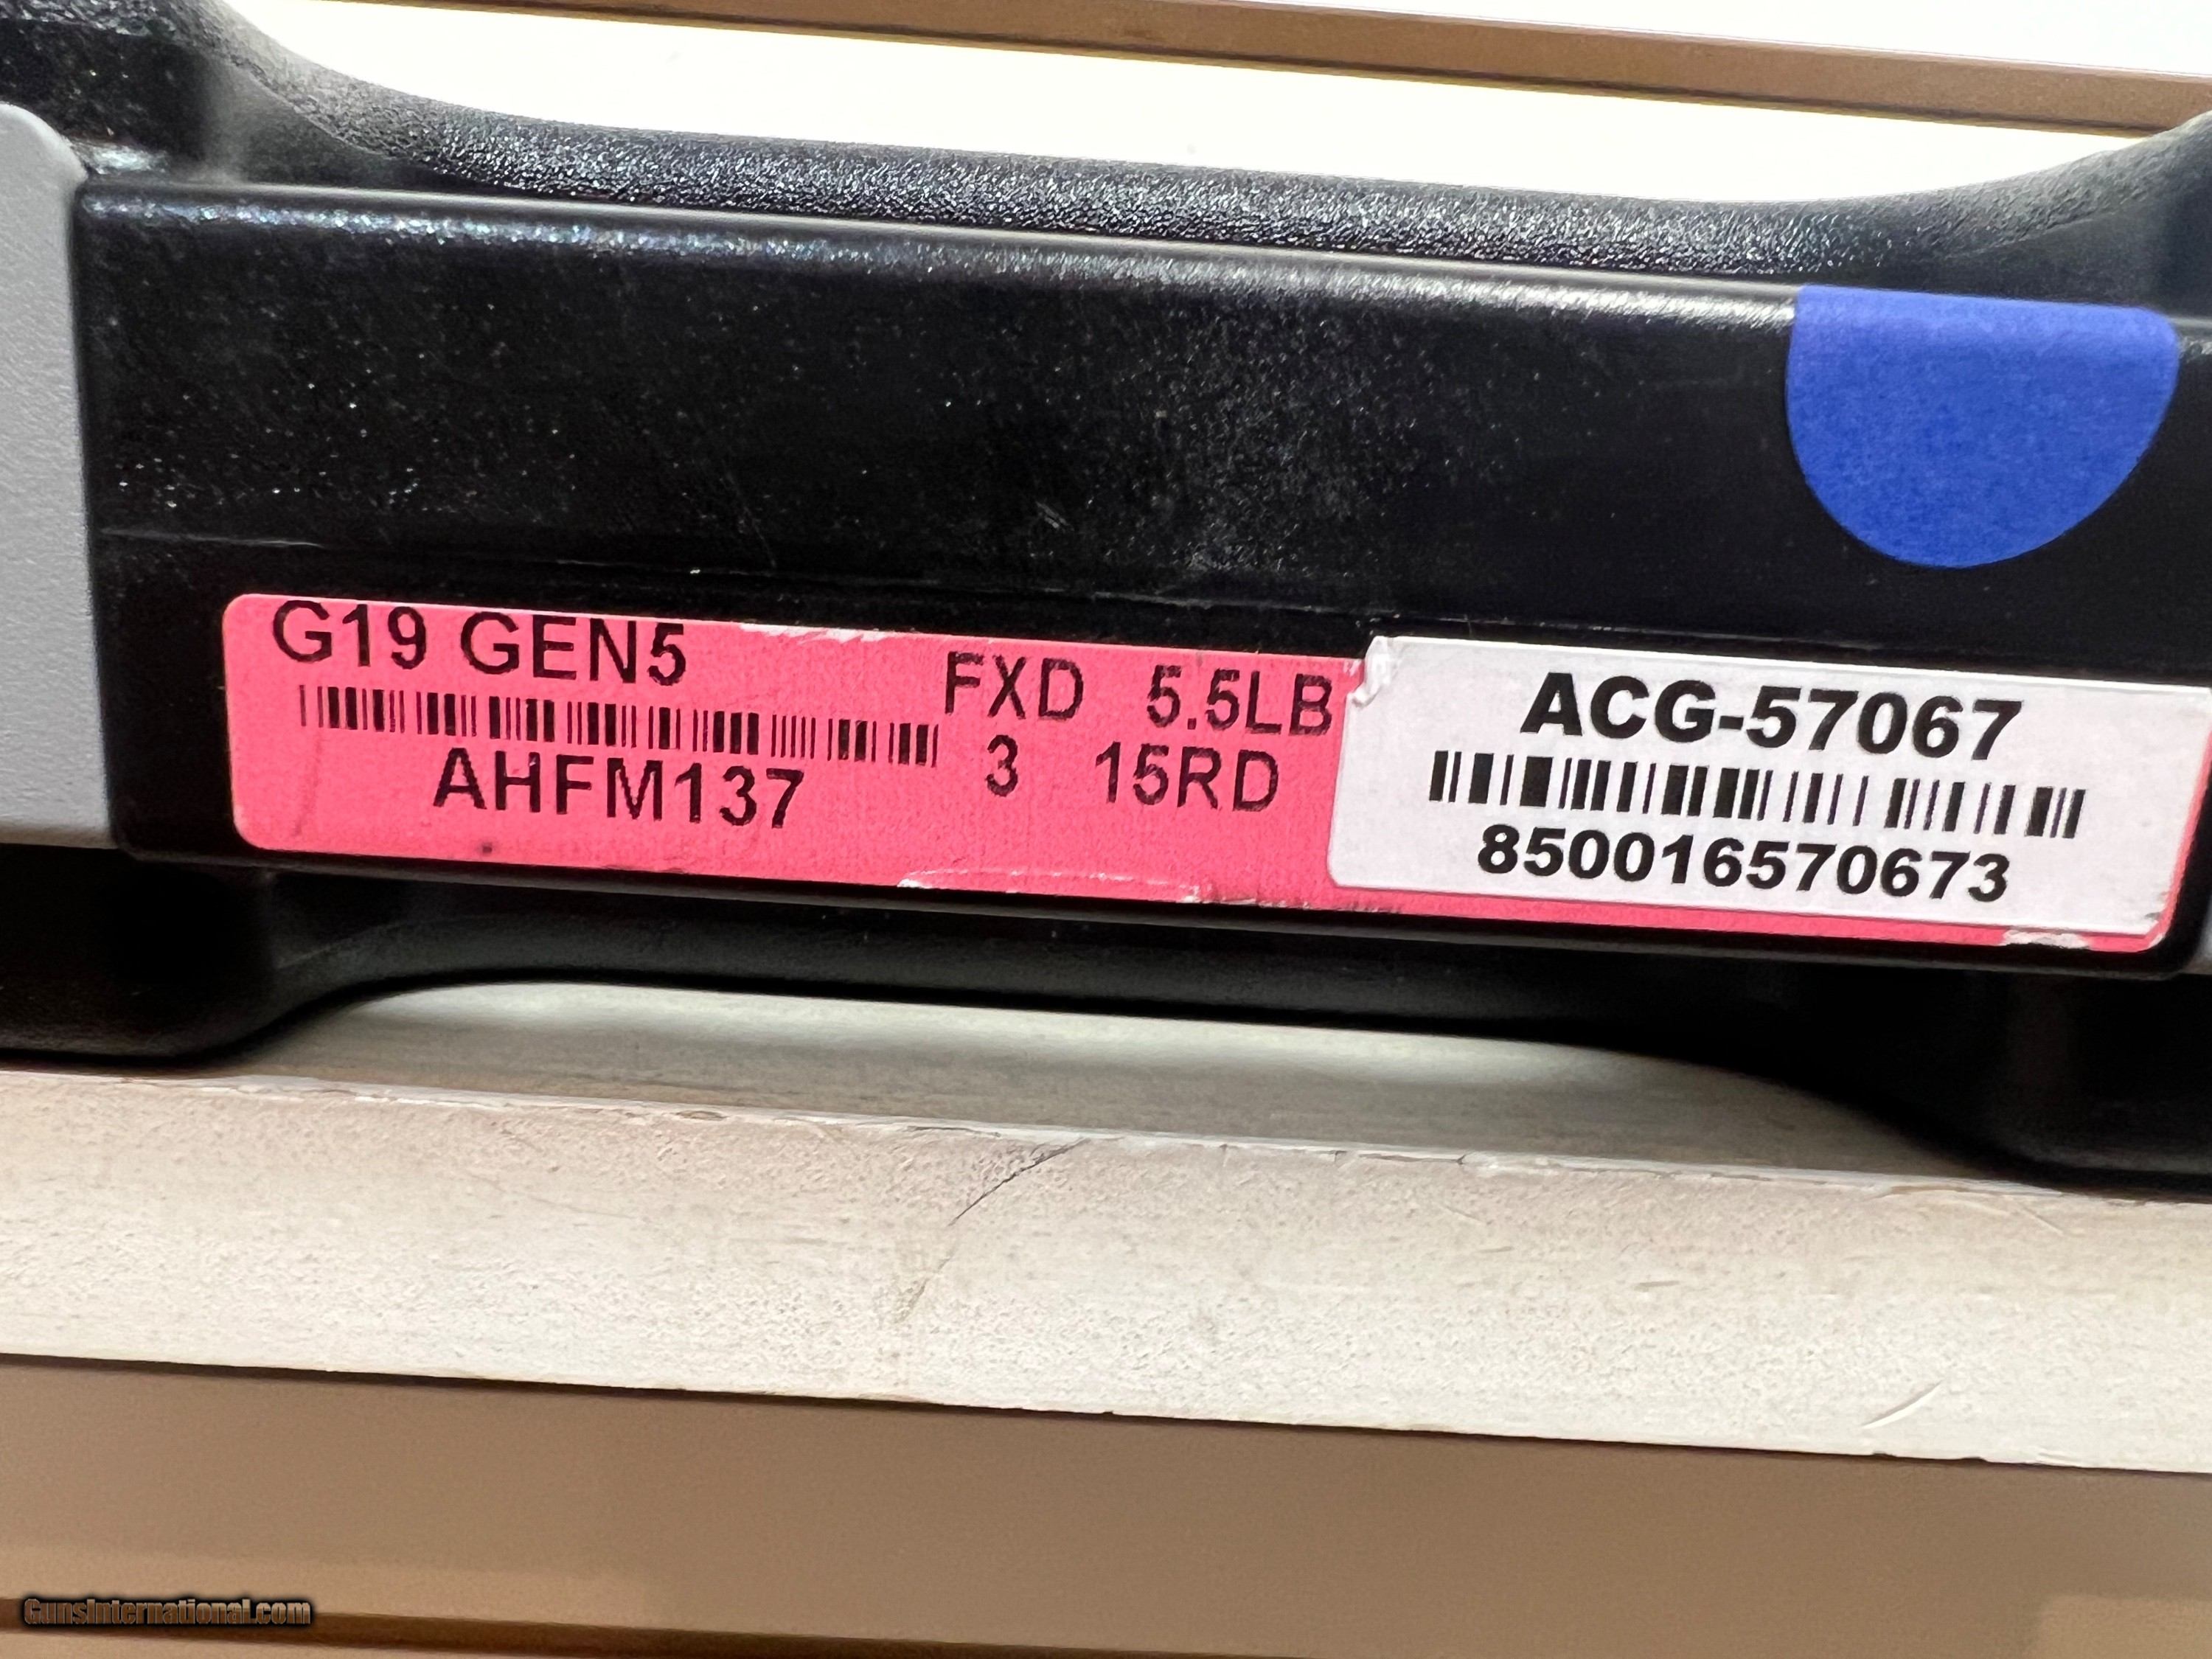 G19 GEN5
FXD 5.5LB
AHFM137
3 15RD
ACG-57067
850016570673
GunsInternational.com